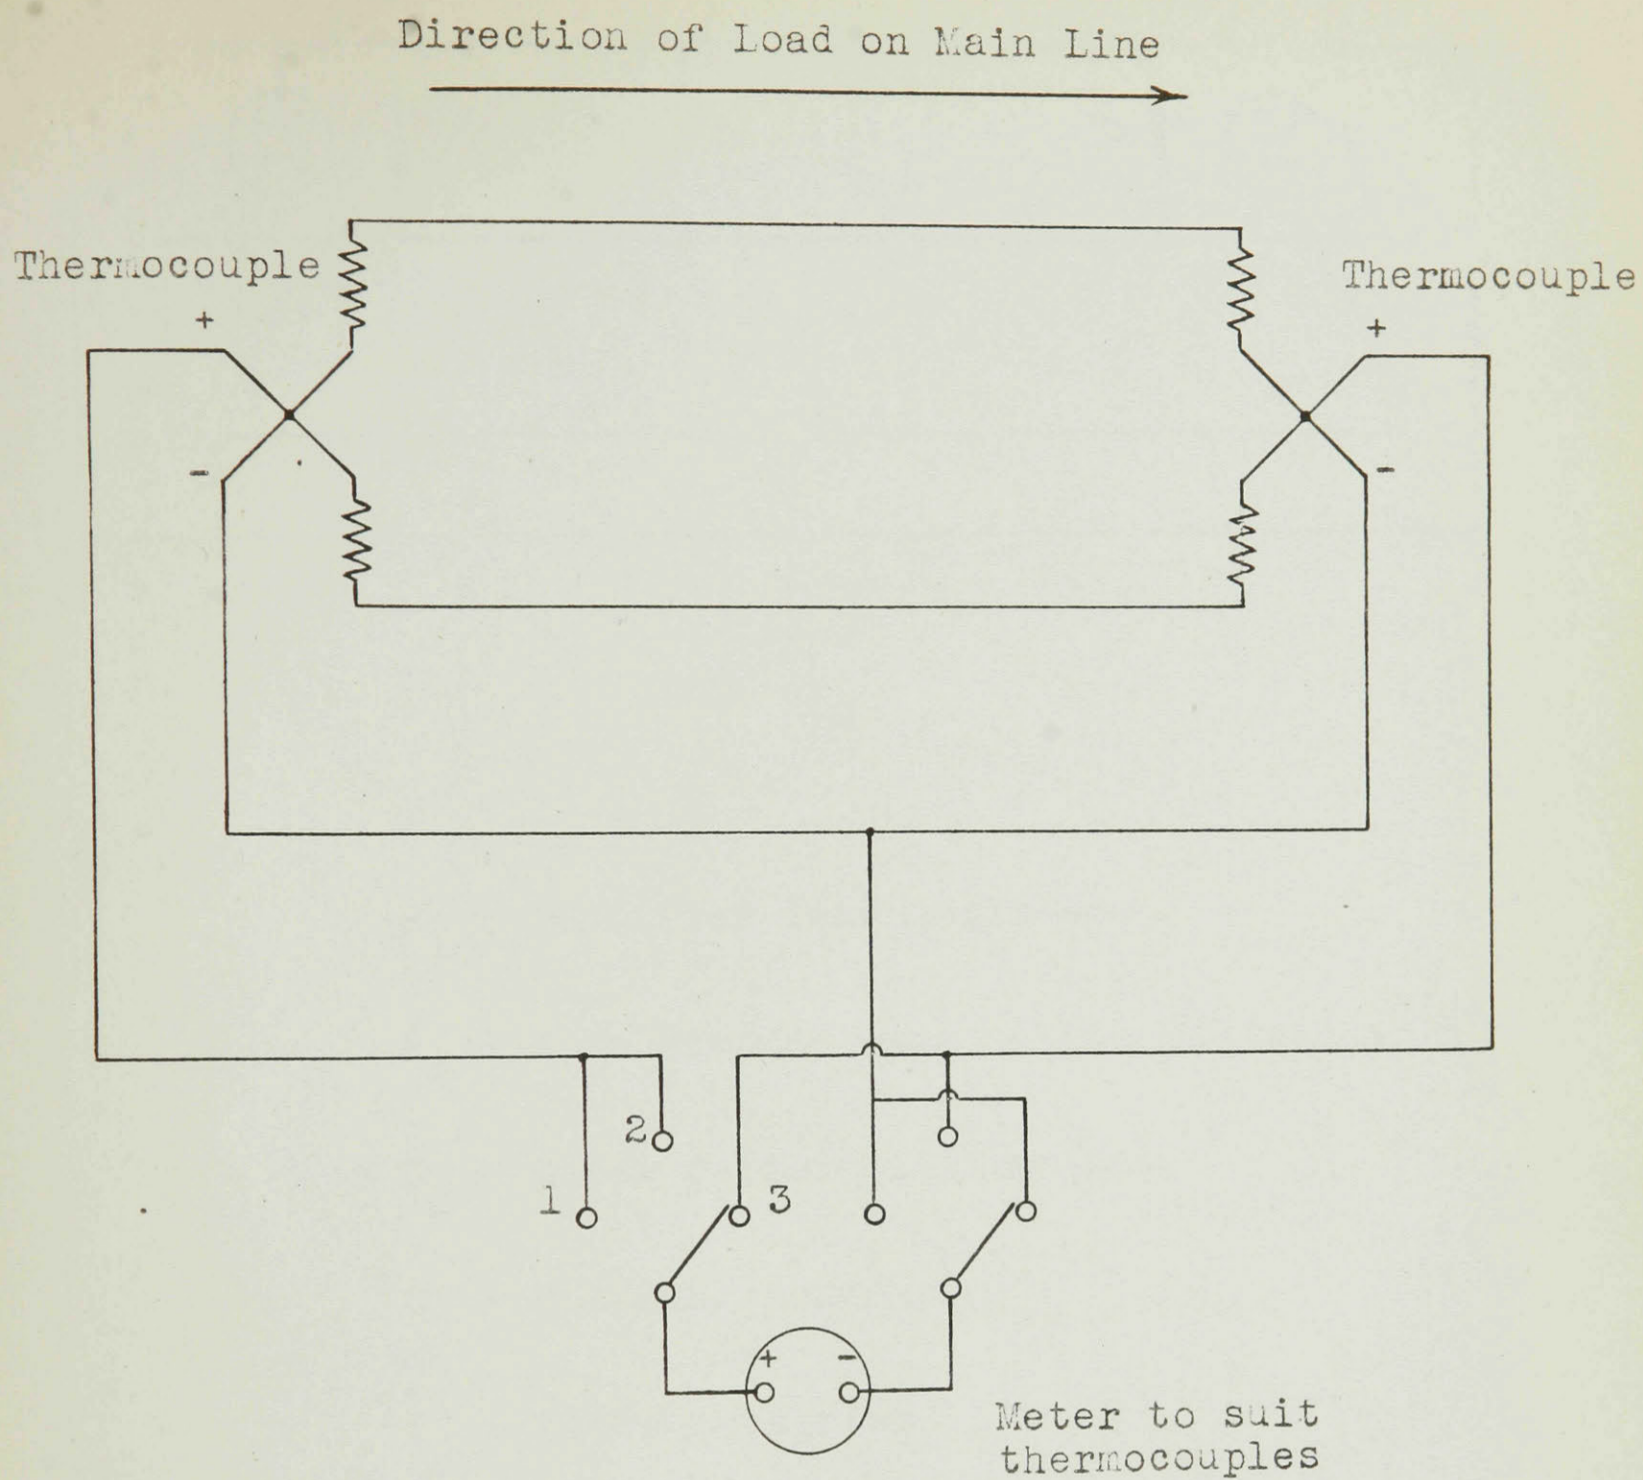 Direction of Load on Main Line
Thermocouple
Thermocouple
+
+
-
-
2
1
3
+ -
Meter to suit
thermocouples